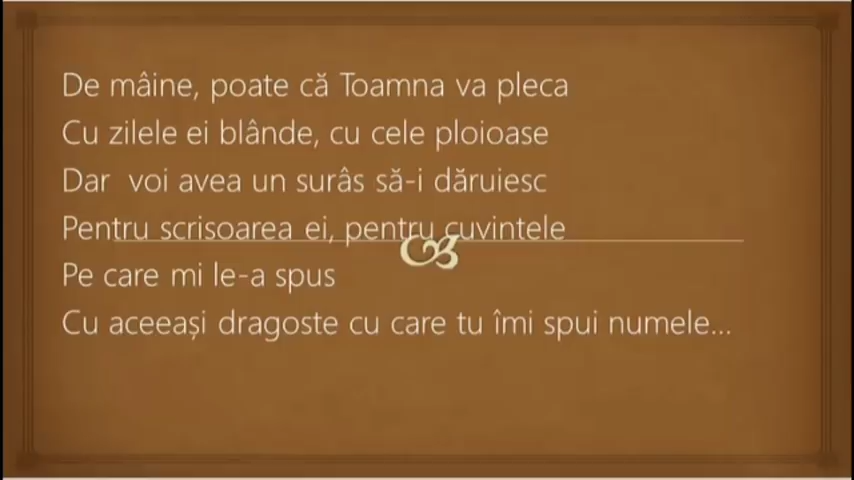 De mâine, poate că Toamna va pleca
Cu zilele ei blânde, cu cele ploioase
Dar  voi avea un surâs să-i dăruiesc
Pentru scrisoarea ei, pentru cuvintele
Pe care mi le-a spus
Cu aceeași dragoste cu care tu îmi spui numele...